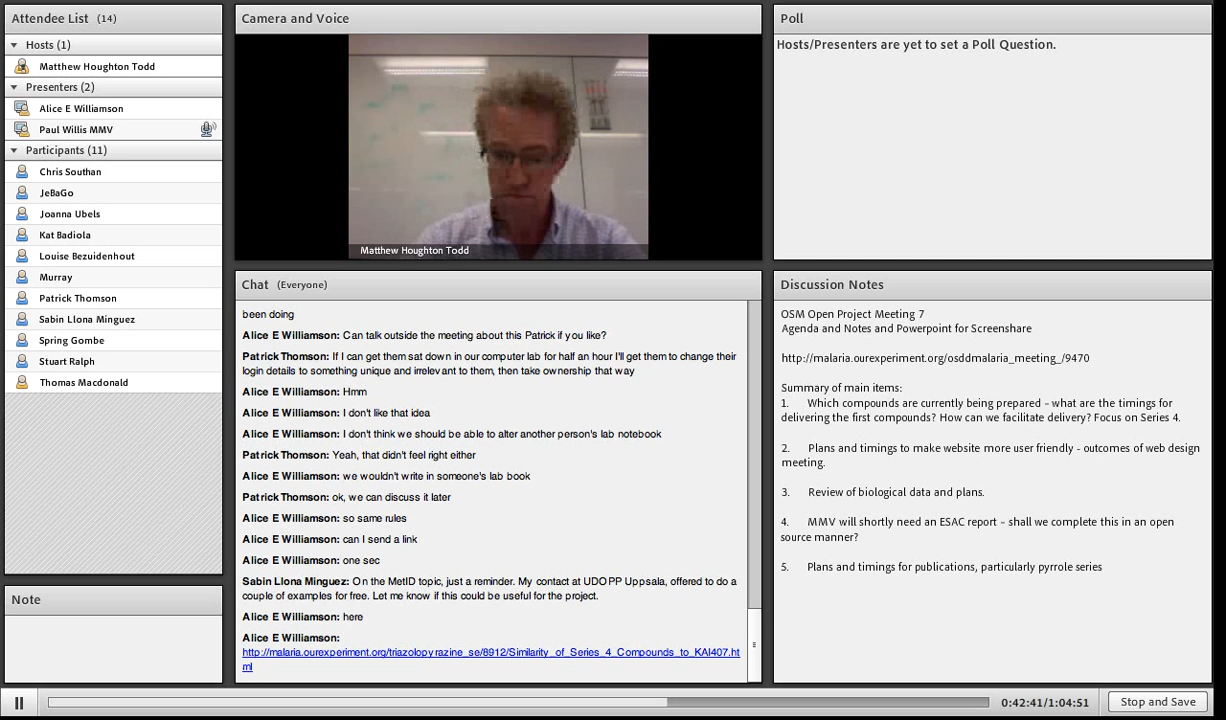 Attendee List (14)
Hosts (1)
Matthew Houghton Todd
Presenters (2)
Alice E Williamson
Paul Willis MMV
Participants (11)
Chris Southan
JeBaGo
Joanna Ubels
Kat Badiola
Louise Bezuidenhout
Murray
Patrick Thomson
Sabin Llona Minguez
Spring Gombe
Stuart Ralph
Thomas Macdonald
Note
Camera and Voice
Matthew Houghton Todd
Chat (Everyone)
been doing
Alice E Williamson: Can talk outside the meeting about this Patrick if you like?
Patrick Thomson: If I can get them sat down in our computer lab for half an hour I'll get them to change their
login details to something unique and irrelevant to them, then take ownership that way
Alice E Williamson: Hmm
Alice E Williamson: I don't like that idea
Alice E Williamson: I don't think we should be able to alter another person's lab notebook
Patrick Thomson: Yeah, that didn't feel right either
Alice E Williamson: we wouldn't write in someone's lab book
Patrick Thomson: ok, we can discuss it later
Alice E Williamson: so same rules
Alice E Williamson: can I send a link
Alice E Williamson: one sec
Sabin Llona Minguez: On the MetID topic, just a reminder. My contact at UDOPP Uppsala, offered to do a
couple of examples for free. Let me know if this could be useful for the project.
Alice E Williamson: here
Alice E Williamson:
http://malaria.ourexperiment.org/triazolopyrazine_se/8912/Similarity_of_Series_4_Compounds_to_KAI407.ht
ml
Poll
Hosts/Presenters are yet to set a Poll Question.
Discussion Notes
OSM Open Project Meeting 7
Agenda and Notes and Powerpoint for Screenshare
http://malaria.ourexperiment.org/osddmalaria_meeting_/9470
Summary of main items:
1. Which compounds are currently being prepared - what are the timings for
delivering the first compounds? How can we facilitate delivery? Focus on Series 4.
2. Plans and timings to make website more user friendly - outcomes of web design
meeting.
3. Review of biological data and plans.
4. MMV will shortly need an ESAC report - shall we complete this in an open
source manner?
5. Plans and timings for publications, particularly pyrrole series
0:42:41/1:04:51
Stop and Save